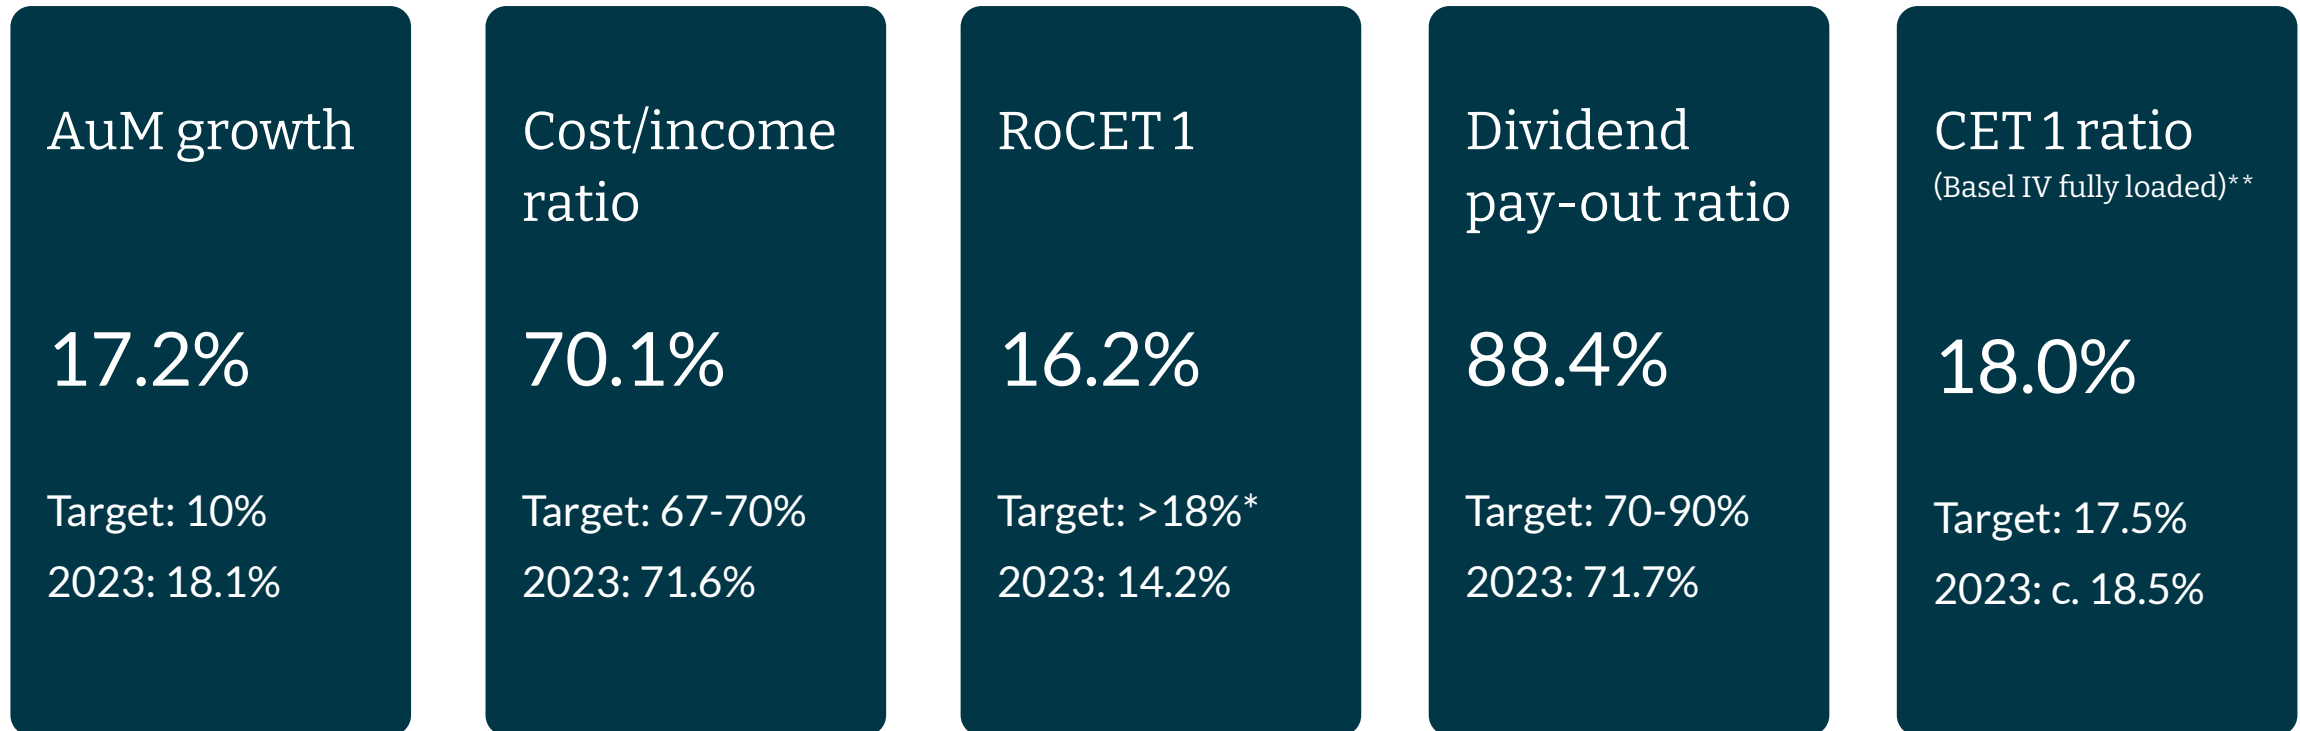 AuM growth
17.2%
Target: 10%
2023: 18.1%
Cost/income
ratio
70.1%
Target: 67-70%
2023: 71.6%
RoCET 1
16.2%
Target: >18%*
2023: 14.2%
Dividend
pay-out ratio
88.4%
Target: 70-90%
2023: 71.7%
CET 1 ratio
(Basel IV fully loaded)**
18.0%
Target: 17.5%
2023: c. 18.5%